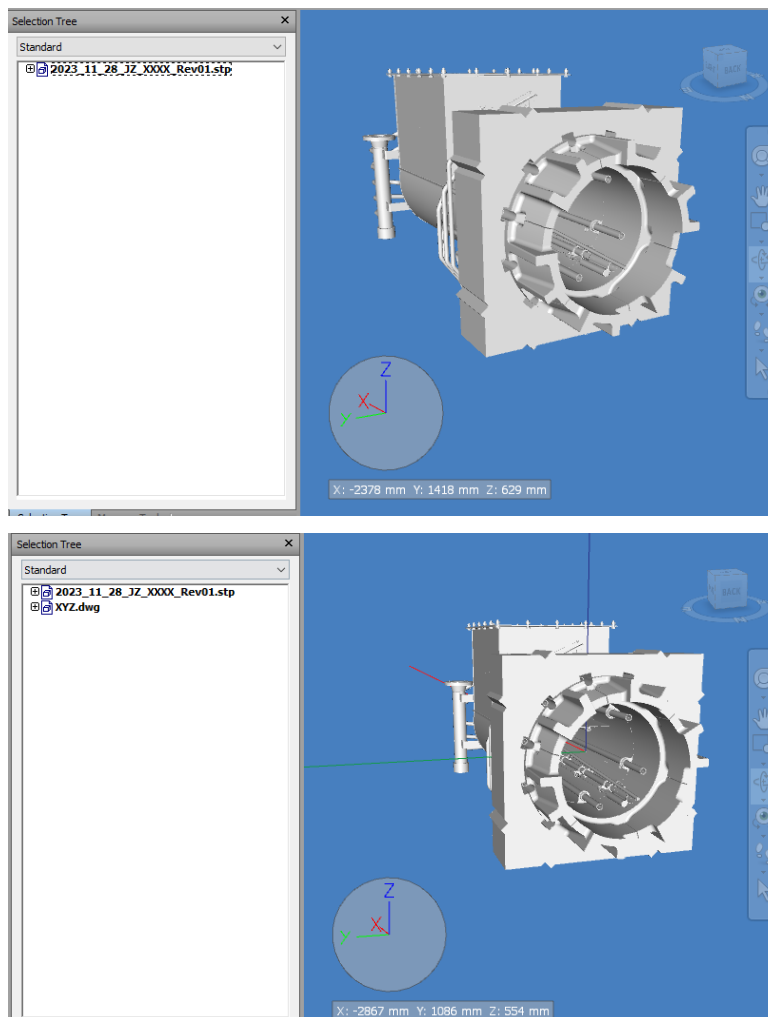 Selection Tree
Standard
2023_11_28_JZ_XXXX_Rev01.stp
BACK
Z
X
Y
X: -2378 mm Y: 1418 mm Z: 629 mm
Selection Tree
Standard
2023_11_28_JZ_XXXX_Rev01.stp
XYZ.dwg
BACK
Z
X
Y
X: -2867 mm Y: 1086 mm Z: 554 mm